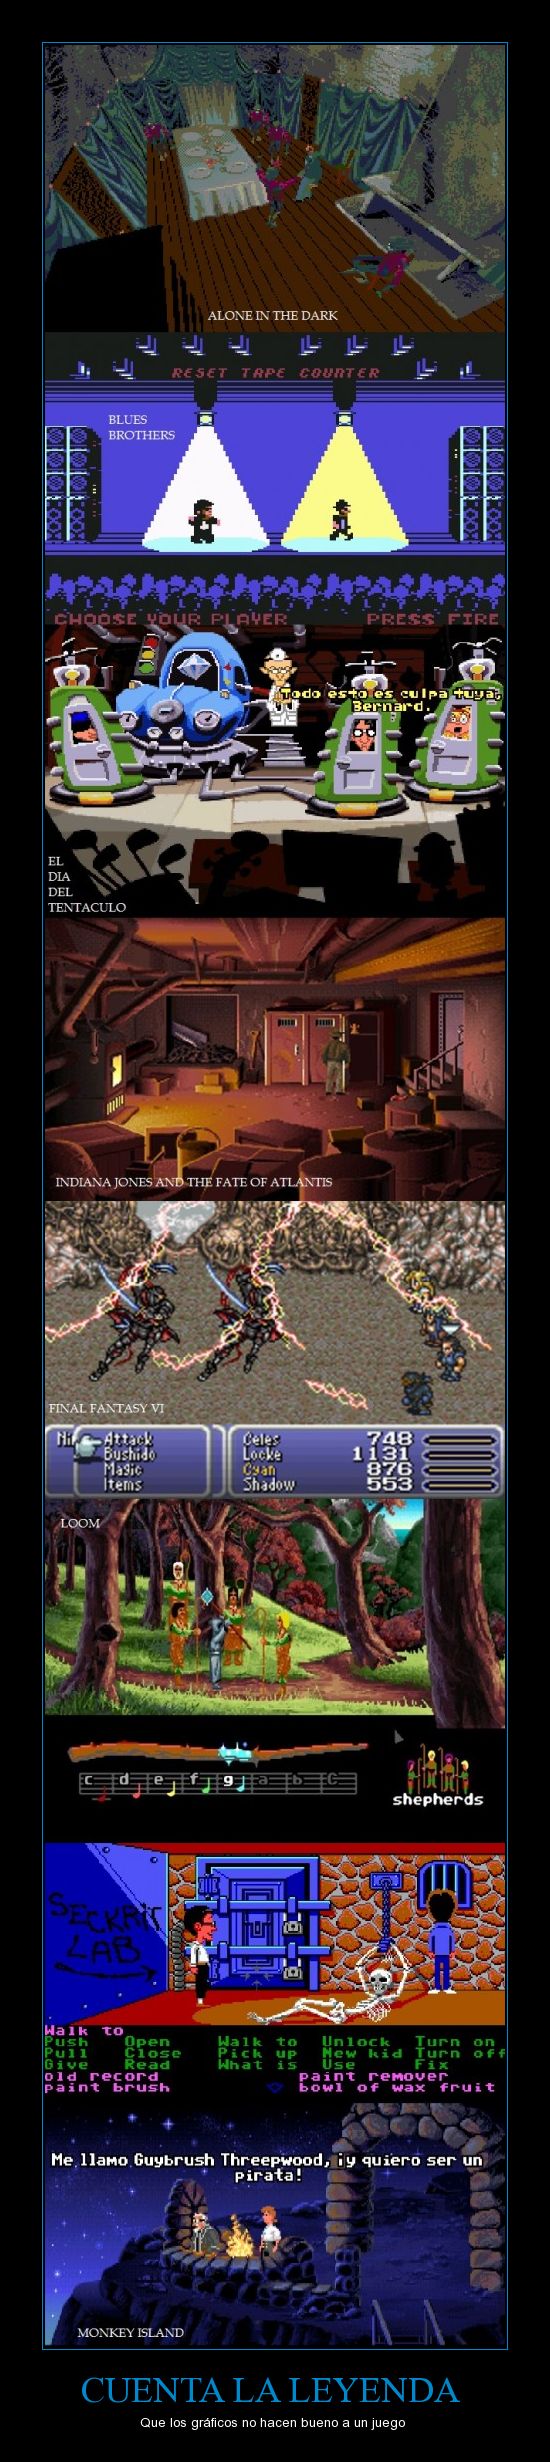 ALONE IN THE DARK
RESET TAPE COUNTER
BLUES
BROTHERS
CHOOSE YOUR PLAYER PRESS FIRE
Todo esto es culpa tuya,
Bernard.
EL
DIA
DEL
TENTACULO
INDIANA JONES AND THE FATE OF ATLANTIS
FINAL FANTASY VI
Attack Celes 748
Bushido Locke 1131
Magic Cyan 876
Items Shadow 553
LOOM
c d e f g a b C
shepherds
SECKRIT
LAB
Walk to
Push Open Walk to Unlock Turn on
Pull Close Pick up New kid Turn off
Give Read What is Use Fix
old record paint remover
paint brush bowl of wax fruit
Me llamo Guybrush Threepwood, ¡y quiero ser un
pirata!
MONKEY ISLAND
CUENTA LA LEYENDA
Que los gráficos no hacen bueno a un juego